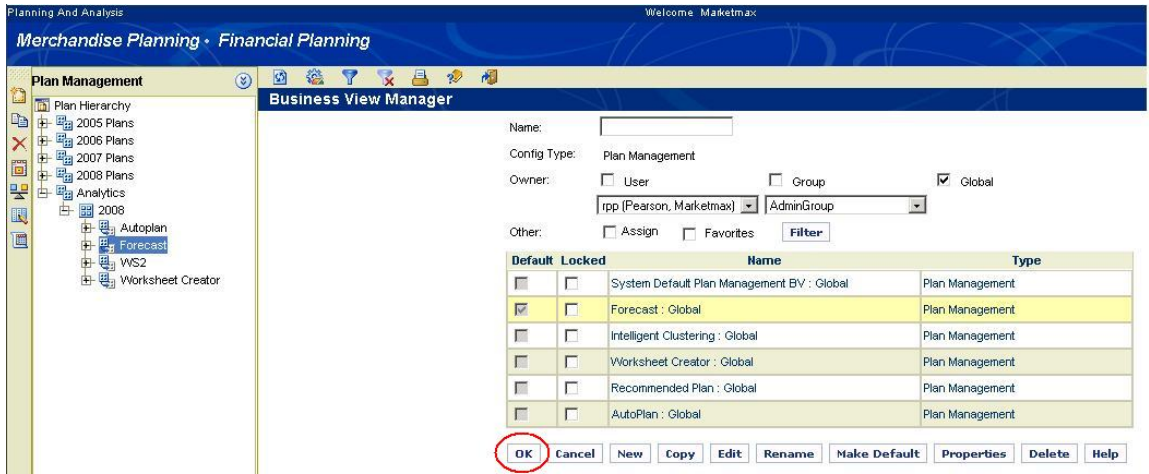 Planning And Analysis
Welcome Marketmax
Merchandise Planning • Financial Planning
Plan Management
Plan Hierarchy
2005 Plans
2006 Plans
2007 Plans
2008 Plans
Analytics
2008
Autoplan
Forecast
WS2
Worksheet Creator
Business View Manager
Name:
Config Type: Plan Management
Owner: User Group Global
rpp (Pearson, Marketmax) AdminGroup
Other: Assign Favorites Filter
Default Locked Name Type
System Default Plan Management BV : Global Plan Management
Forecast : Global Plan Management
Intelligent Clustering : Global Plan Management
Worksheet Creator : Global Plan Management
Recommended Plan : Global Plan Management
AutoPlan : Global Plan Management
OK Cancel New Copy Edit Rename Make Default Properties Delete Help